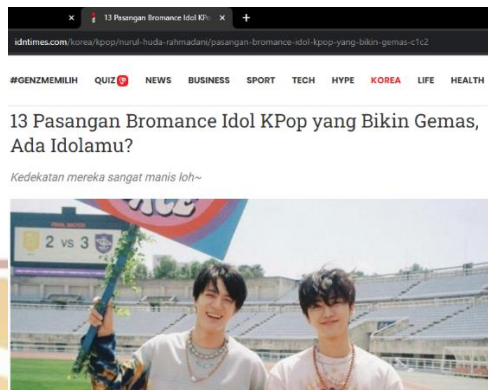 13 Pasangan Bromance Idol KPo
idntimes.com/korea/kpop/nurul-huda-rahmadani/pasangan-bromance-idol-kpop-yang-bikin-gemas-c1c2
#GENZMEMILIH QUIZ NEWS BUSINESS SPORT TECH HYPE KOREA LIFE HEALTH
13 Pasangan Bromance Idol KPop yang Bikin Gemas,
Ada Idolamu?
Kedekatan mereka sangat manis loh~
2 VS 3